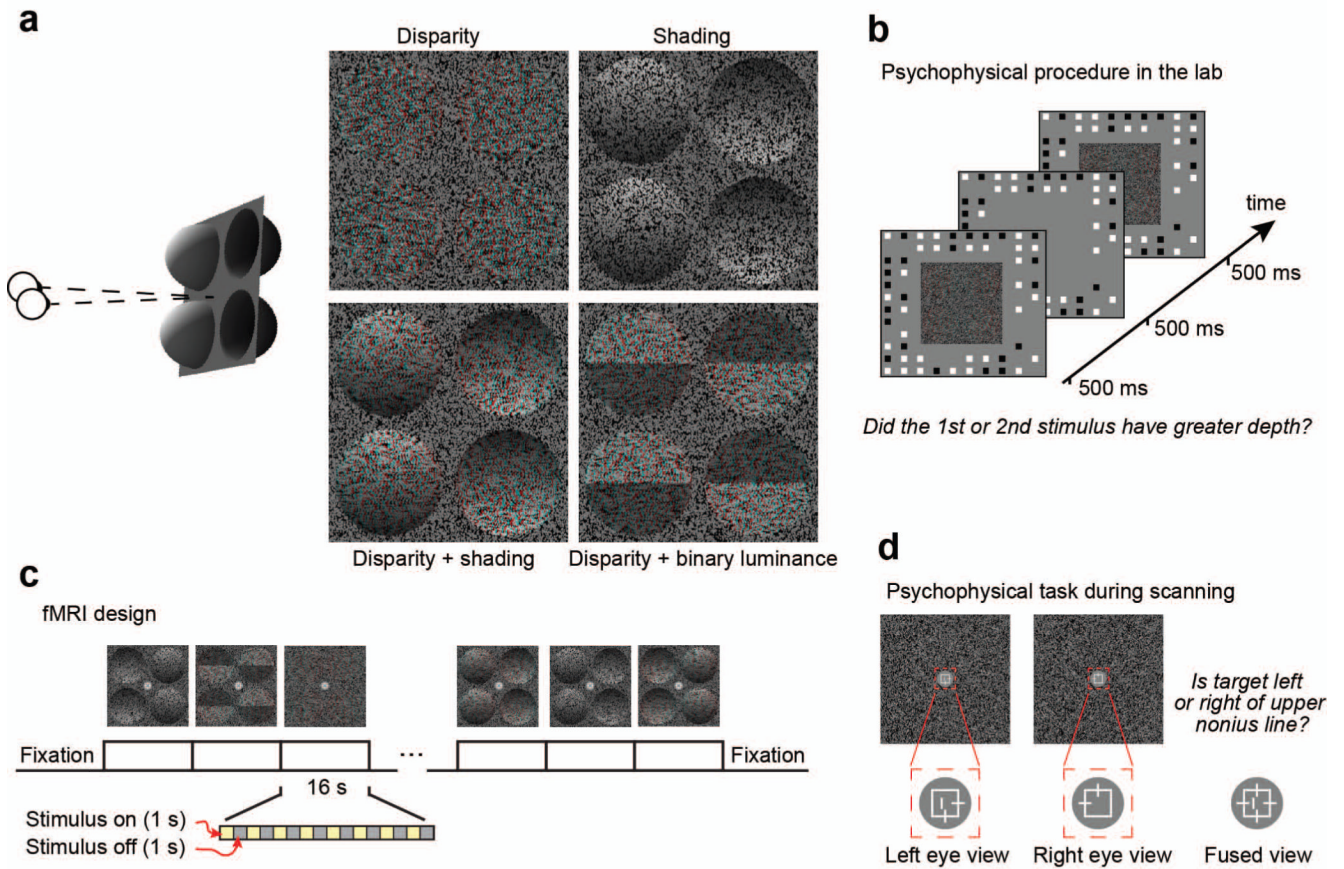 a
Disparity
Shading
Disparity + shading
Disparity + binary luminance
b
Psychophysical procedure in the lab
time
500 ms
500 ms
500 ms
Did the 1st or 2nd stimulus have greater depth?
c
fMRI design
Fixation
...
Fixation
16 s
Stimulus on (1 s)
Stimulus off (1 s)
d
Psychophysical task during scanning
Is target left
or right of upper
nonius line?
Left eye view
Right eye view
Fused view